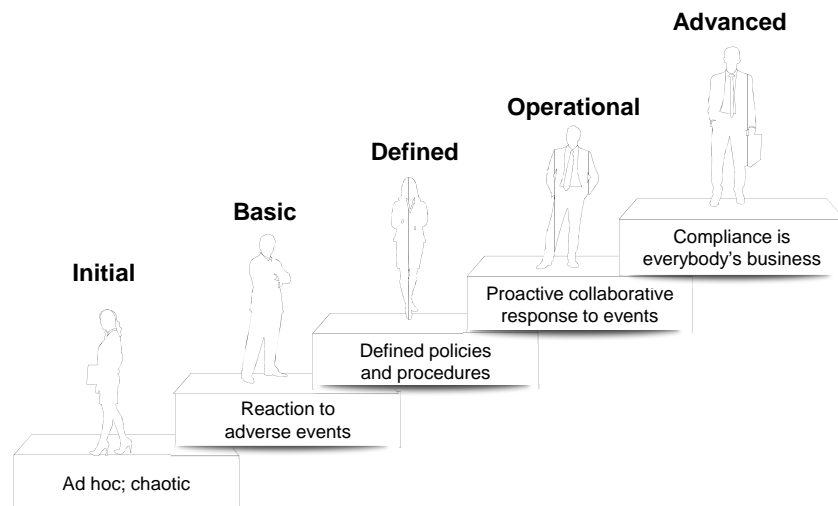 Advanced
Operational
Defined
Basic
Initial
Compliance is
everybody's business
Proactive collaborative
response to events
Defined policies
and procedures
Reaction to
adverse events
Ad hoc; chaotic